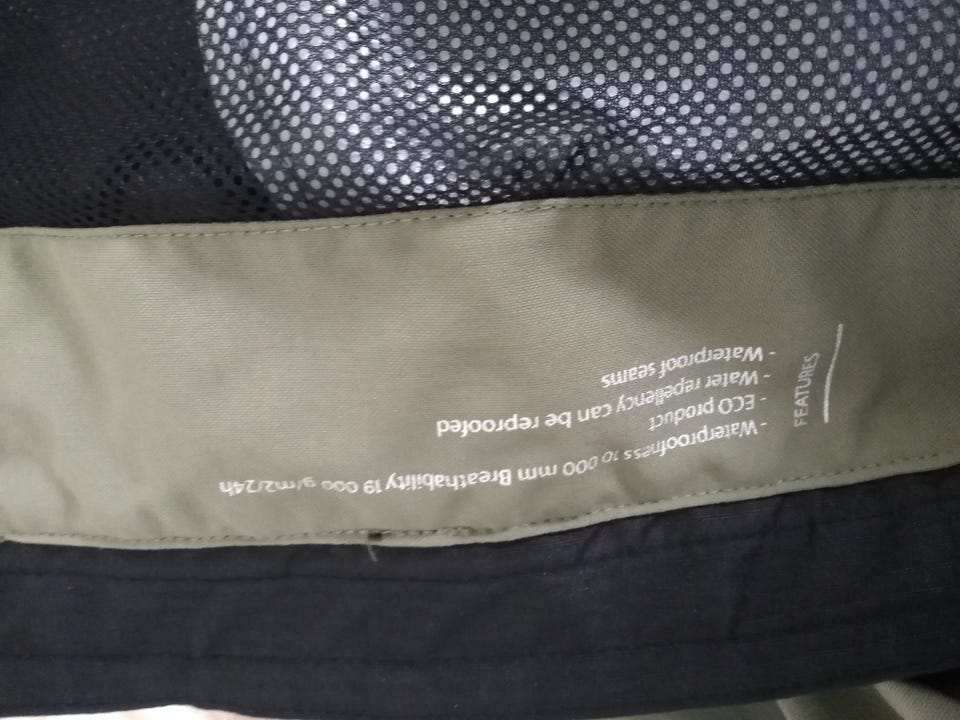 FEATURES
- Waterproofness 10 000 mm Breathability 19 000 g/m2/24h
- ECO product
- Water repellency can be reproofed
- Waterproof seams